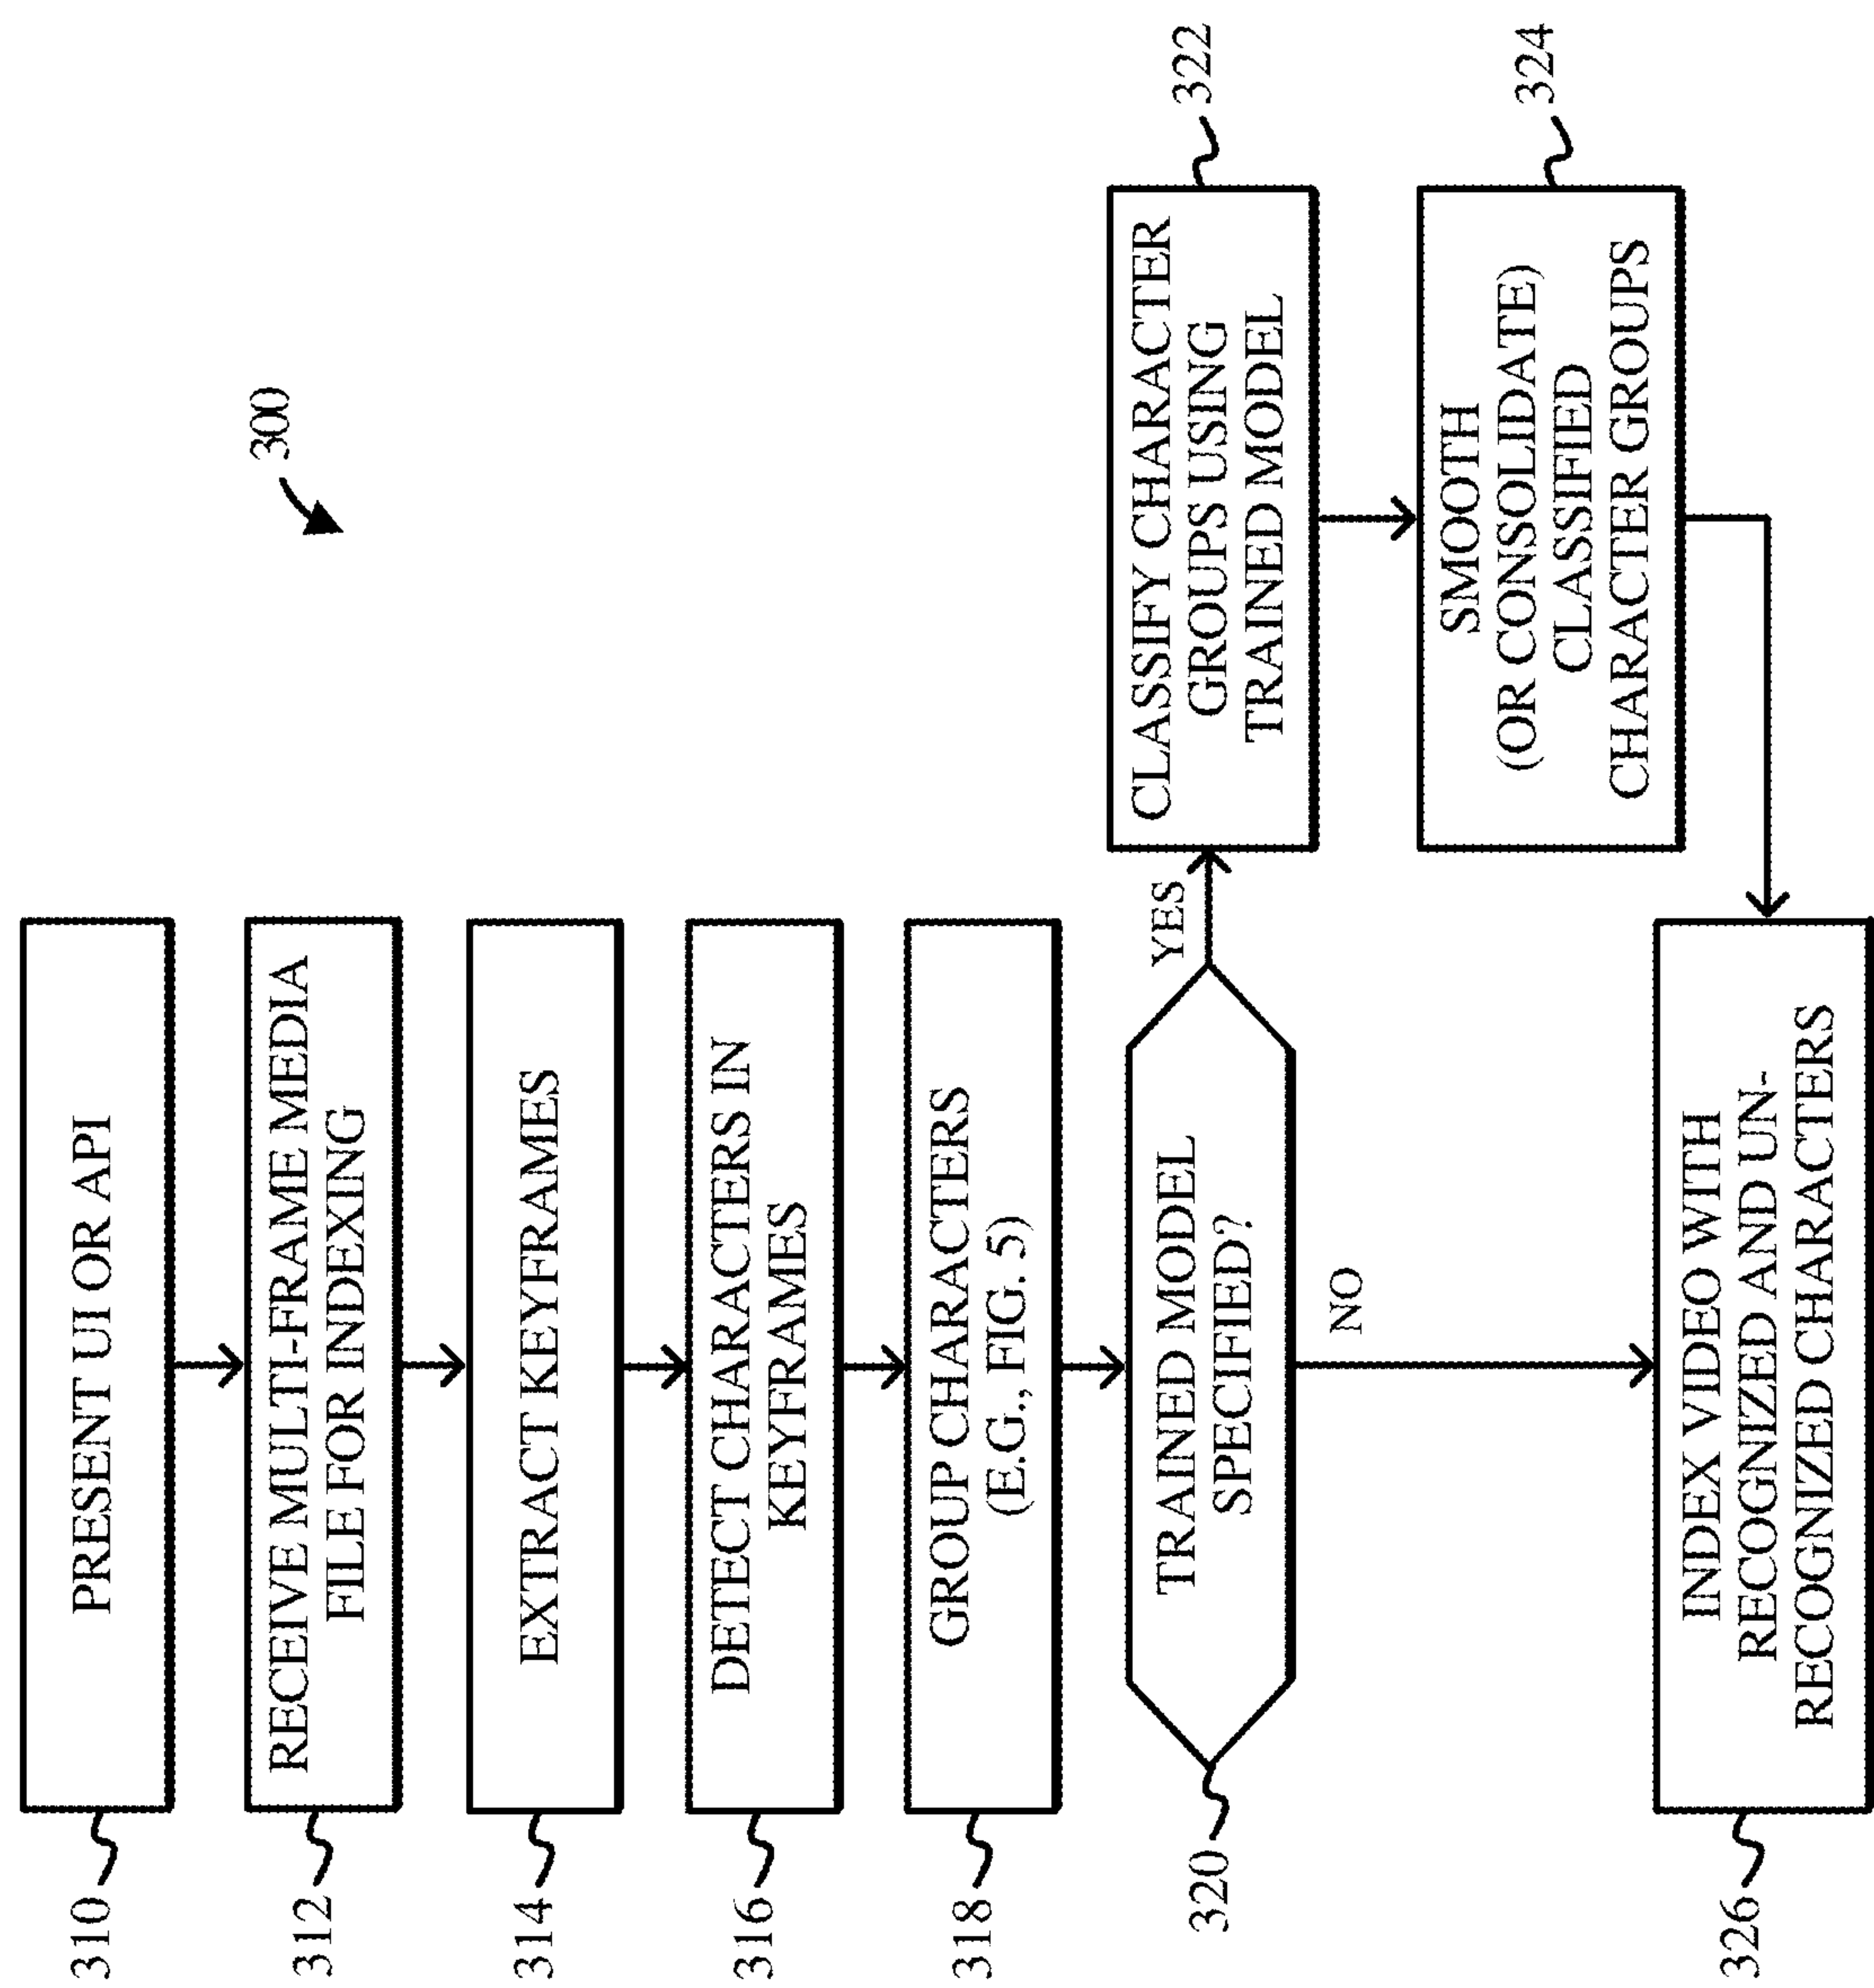 300
310
PRESENT UI OR API
312
RECEIVE MULTI-FRAME MEDIA
FILE FOR INDEXING
314
EXTRACT KEYFRAMES
316
DETECT CHARACTERS IN
KEYFRAMES
318
GROUP CHARACTERS
(E.G., FIG. 5)
320
TRAINED MODEL
SPECIFIED?
YES
NO
322
CLASSIFY CHARACTER
GROUPS USING
TRAINED MODEL
324
SMOOTH
(OR CONSOLIDATE)
CLASSIFIED
CHARACTER GROUPS
326
INDEX VIDEO WITH
RECOGNIZED AND UN-
RECOGNIZED CHARACTERS